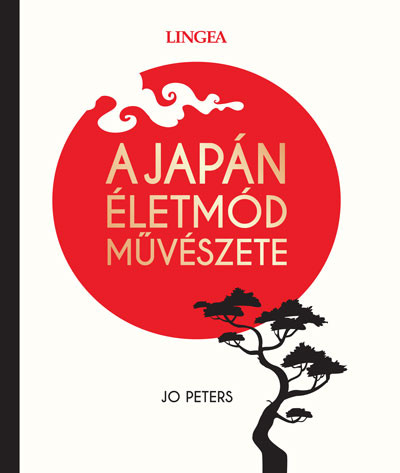 LINGEA
A JAPÁN
ÉLETMÓD
MŰVÉSZETE
JO PETERS